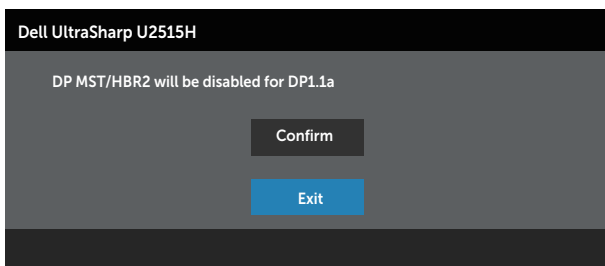 Dell UltraSharp U2515H
DP MST/HBR2 will be disabled for DP1.1a
Confirm
Exit